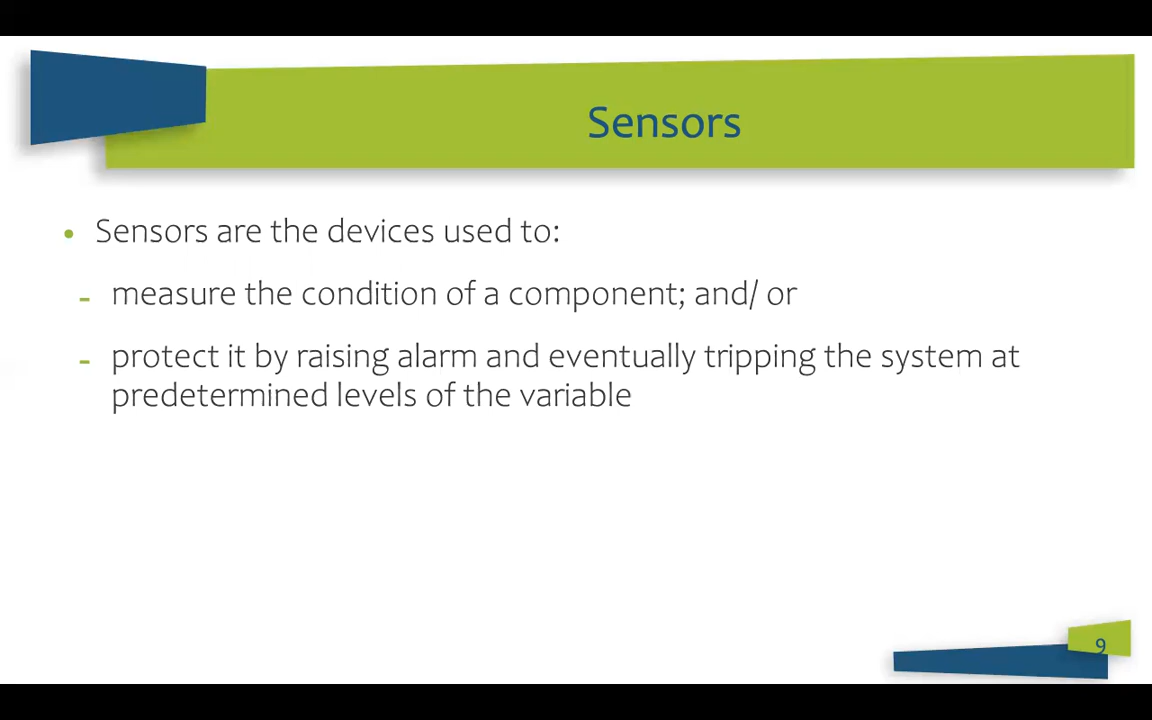 Sensors
• Sensors are the devices used to:
- measure the condition of a component; and/ or
- protect it by raising alarm and eventually tripping the system at
predetermined levels of the variable
9